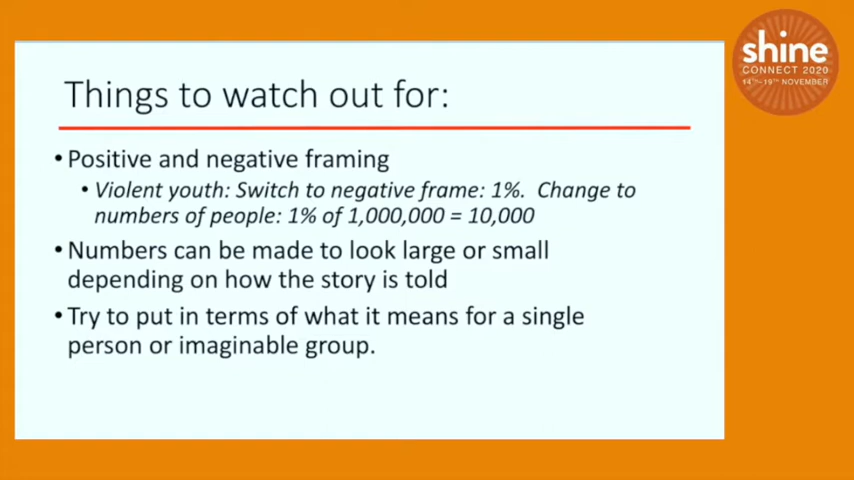 Things to watch out for:
• Positive and negative framing
• Violent youth: Switch to negative frame: 1%. Change to
numbers of people: 1% of 1,000,000 = 10,000
• Numbers can be made to look large or small
depending on how the story is told
• Try to put in terms of what it means for a single
person or imaginable group.
shine
CONNECT 2020
14TH-19TH NOVEMBER